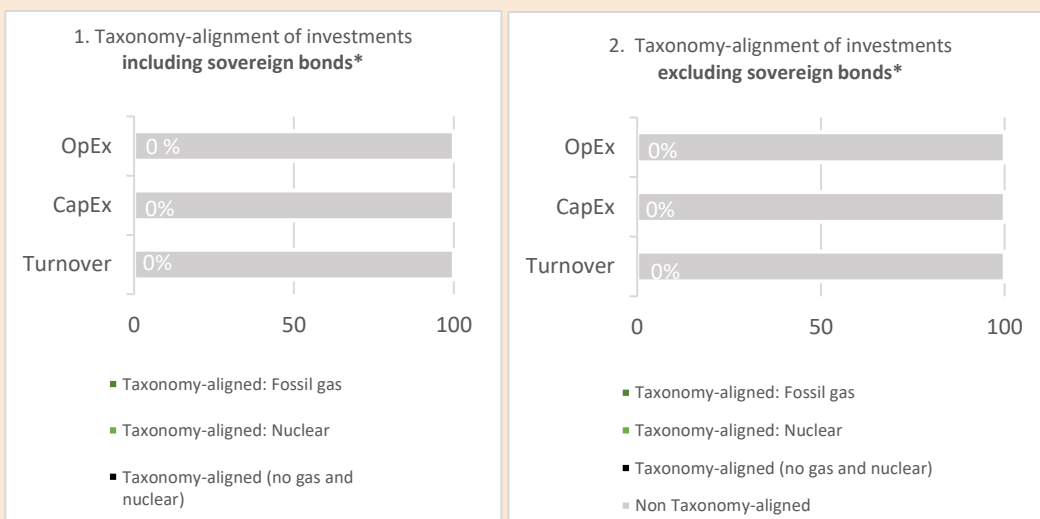 1. Taxonomy-alignment of investments
including sovereign bonds*
OpEx
0 %
CapEx
0%
Turnover
0%
0
50
100
Taxonomy-aligned: Fossil gas
Taxonomy-aligned: Nuclear
Taxonomy-aligned (no gas and
nuclear)
2. Taxonomy-alignment of investments
excluding sovereign bonds*
OpEx
0%
CapEx
0%
Turnover
0%
0
50
100
Taxonomy-aligned: Fossil gas
Taxonomy-aligned: Nuclear
Taxonomy-aligned (no gas and nuclear)
Non Taxonomy-aligned